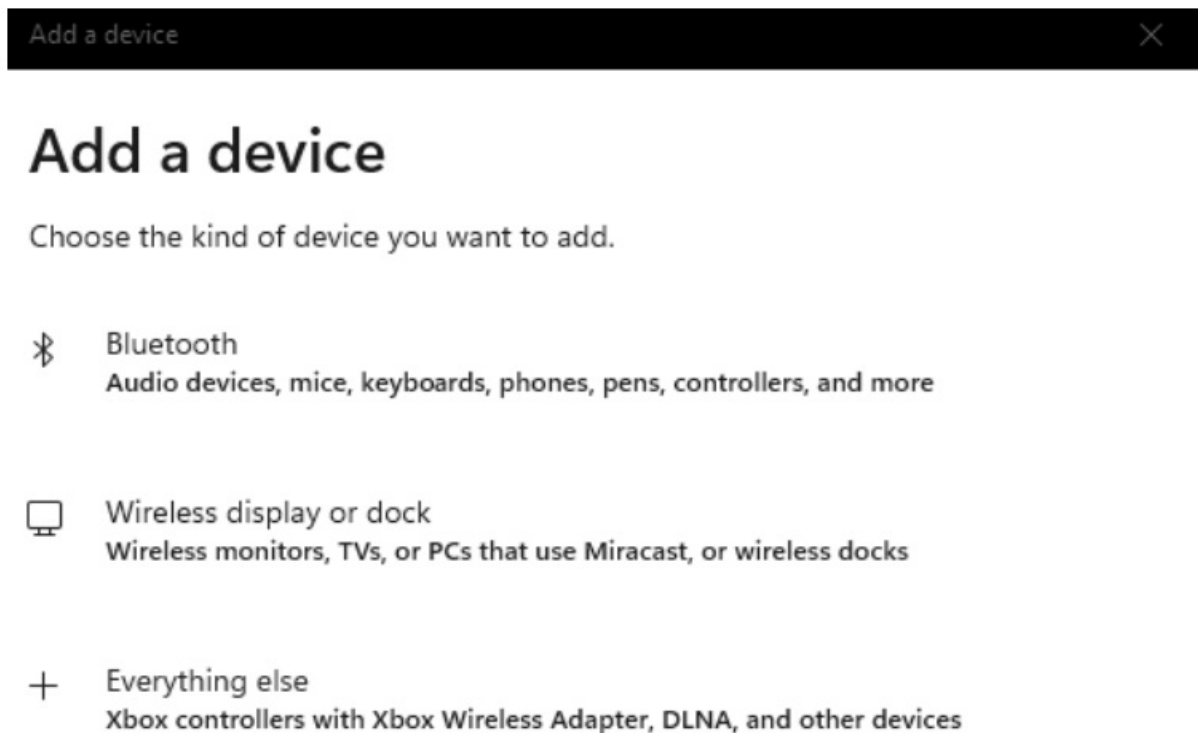 Add a device
Add a device
Choose the kind of device you want to add.
Bluetooth
Audio devices, mice, keyboards, phones, pens, controllers, and more
Wireless display or dock
Wireless monitors, TVs, or PCs that use Miracast, or wireless docks
Everything else
Xbox controllers with Xbox Wireless Adapter, DLNA, and other devices